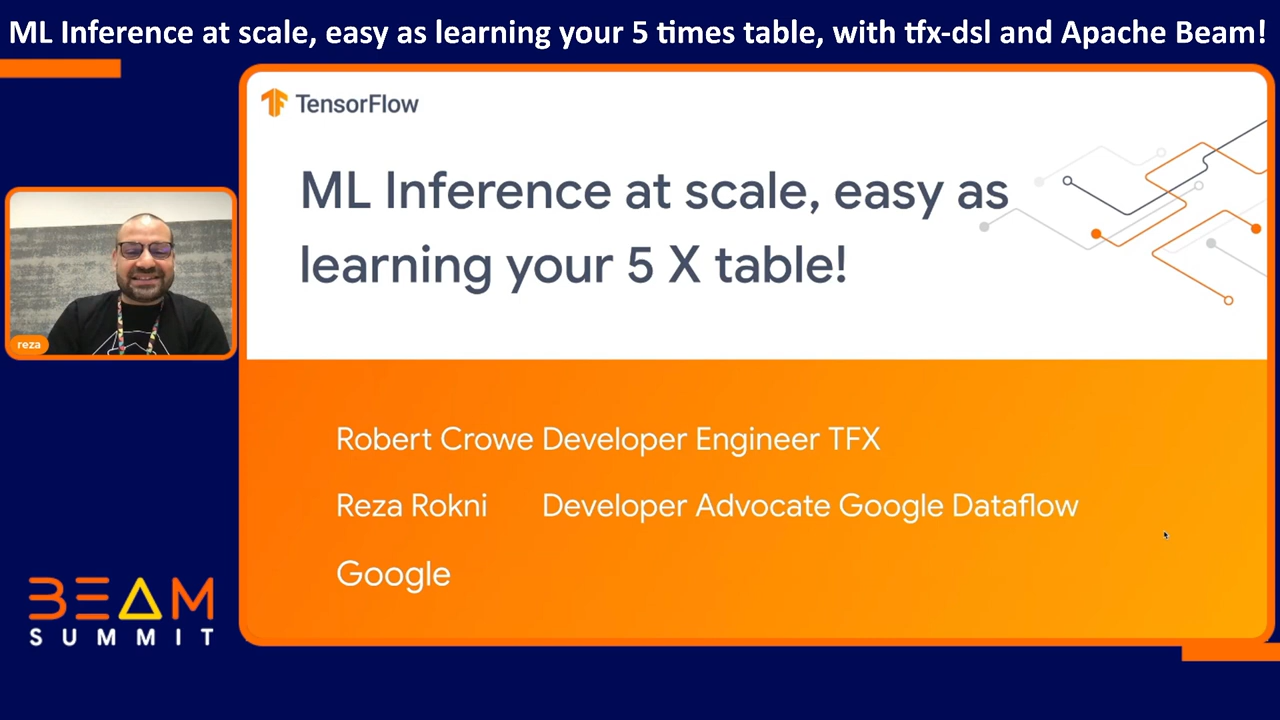 ML Inference at scale, easy as learning your 5 times table, with tfx-dsl and Apache Beam!
TensorFlow
ML Inference at scale, easy as
learning your 5 X table!
reza
Robert Crowe Developer Engineer TFX
Reza Rokni Developer Advocate Google Dataflow
Google
BEAM
SUMMIT